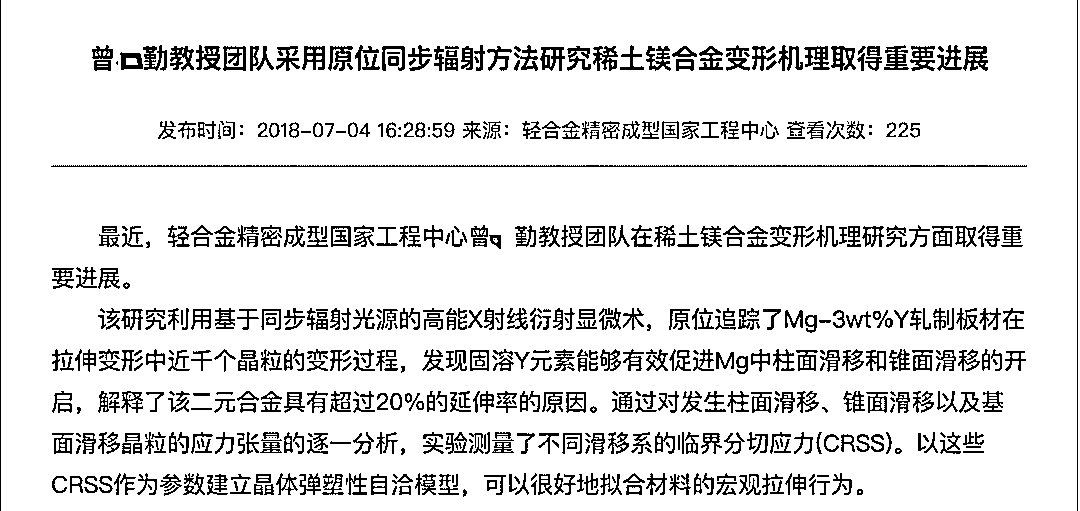 曾 勤教授团队采用原位同步辐射方法研究稀土镁合金变形机理取得重要进展
发布时间：2018-07-04 16:28:59 来源：轻合金精密成型国家工程中心 查看次数：225
最近，轻合金精密成型国家工程中心曾 勤教授团队在稀土镁合金变形机理研究方面取得重
要进展。
该研究利用基于同步辐射光源的高能X射线衍射显微术，原位追踪了Mg-3wt%Y轧制板材在
拉伸变形中近千个晶粒的变形过程，发现固溶Y元素能够有效促进Mg中柱面滑移和锥面滑移的开
启，解释了该二元合金具有超过20%的延伸率的原因。通过对发生柱面滑移、锥面滑移以及基
面滑移晶粒的应力张量的逐一分析，实验测量了不同滑移系的临界分切应力(CRSS)。以这些
CRSS作为参数建立晶体弹塑性自洽模型，可以很好地拟合材料的宏观拉伸行为。